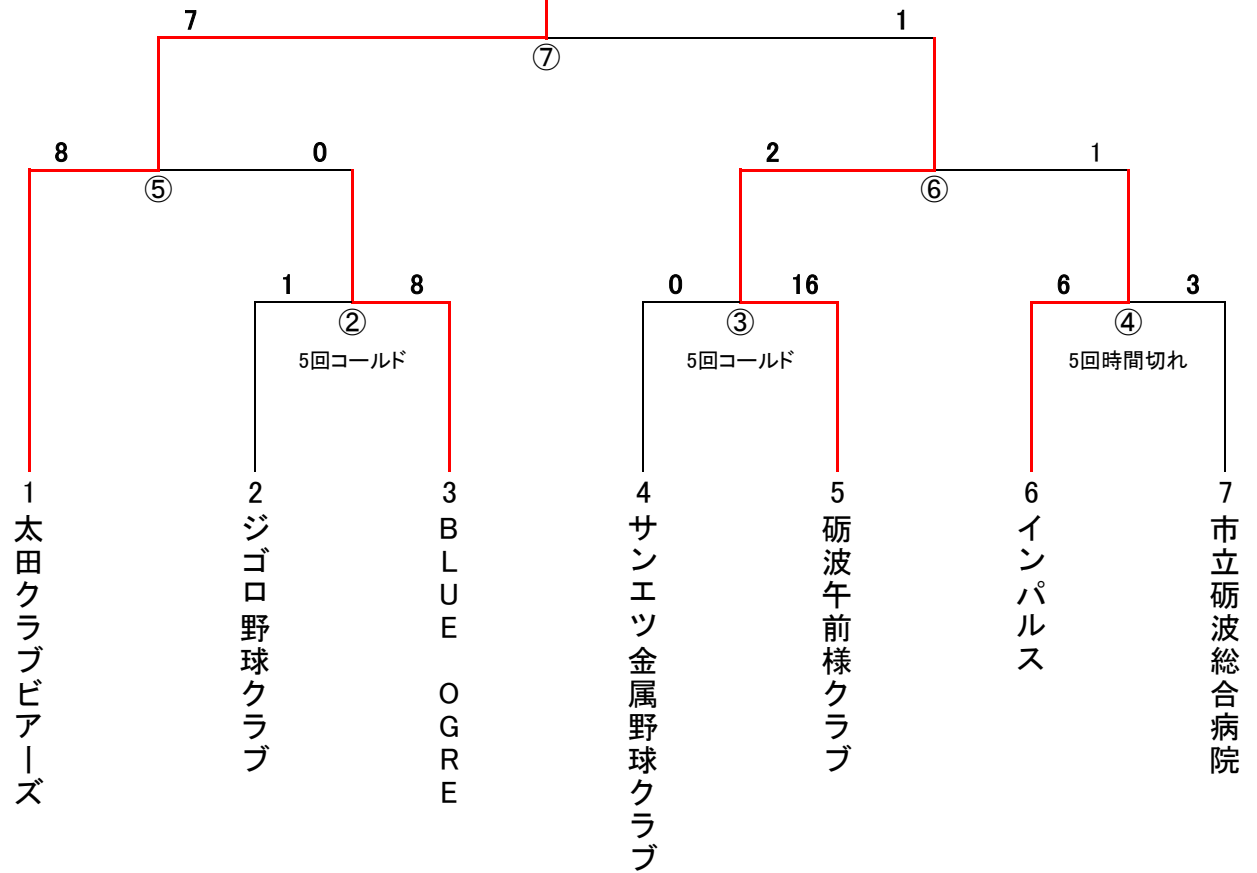 7 1
⑦
8 0 2 1
⑤ ⑥
1 8 0 16 6 3
② ③ ④
5回コールド 5回コールド 5回時間切れ
1 2 3 4 5 6 7
太田クラブビアーズ
ジゴロ野球クラブ
BLUE OGRE
サンエツ金属野球クラブ
砺波午前様クラブ
インパルス
市立砺波総合病院